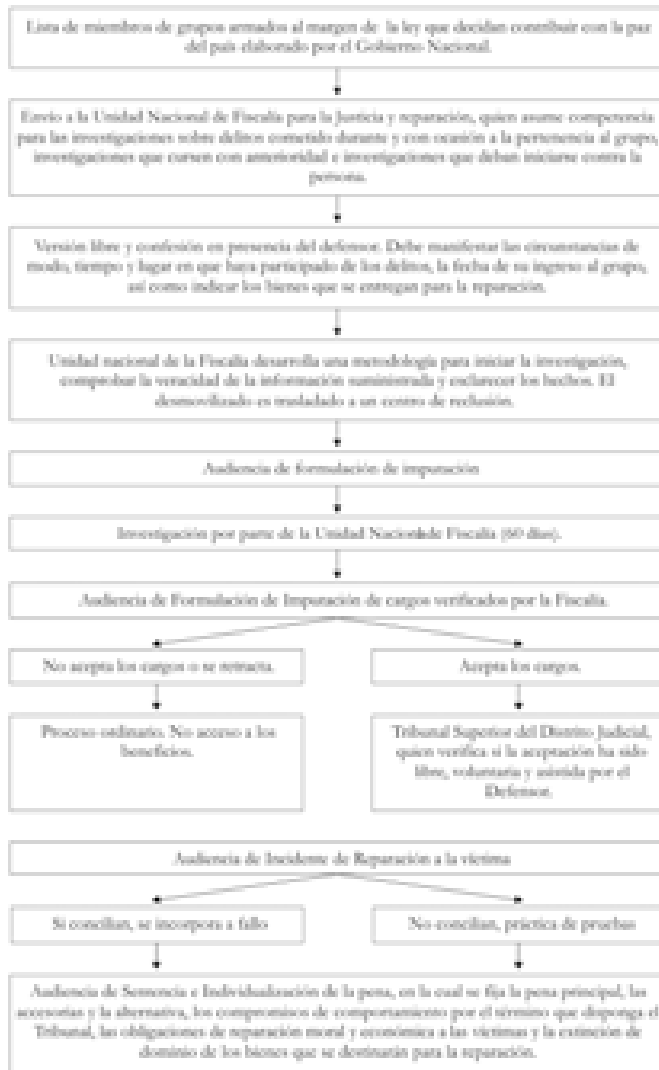 Lista de miembros de grupos armados al margen de la ley que decidan contribuir con la paz
del país elaborado por el Gobierno Nacional.
Envío a la Unidad Nacional de Fiscalía para la Justicia y reparación, quien asume competencia
para las investigaciones sobre delitos cometido durante y con ocasión a la pertenencia al grupo,
investigaciones que cursen con anterioridad e investigaciones que deban iniciarse contra la
persona.
Versión libre y confesión en presencia del defensor. Debe manifestar las circunstancias de
modo, tiempo y lugar en que haya participado de los delitos, la fecha de su ingreso al grupo,
así como indicar los bienes que se entregan para la reparación.
Unidad nacional de la Fiscalía desarrolla una metodología para iniciar la investigación,
comprobar la veracidad de la información suministrada y esclarecer los hechos. El
desmovilizado es trasladado a un centro de reclusión.
Audiencia de formulación de imputación
Investigación por parte de la Unidad Nacional de Fiscalía (60 días).
Audiencia de Formulación de Imputación de cargos verificados por la Fiscalía.
No acepta los cargos o se retracta.
Acepta los cargos.
Proceso ordinario. No acceso a los
beneficios.
Tribunal Superior del Distrito Judicial,
quien verifica si la aceptación ha sido
libre, voluntaria y asistida por el
Defensor.
Audiencia de Incidente de Reparación a la víctima
Si concilian, se incorpora a fallo
No concilian, práctica de pruebas
Audiencia de Sentencia e Individualización de la pena, en la cual se fija la pena principal, las
accesorias y la alternativa, los compromisos de comportamiento por el término que disponga el
Tribunal, las obligaciones de reparación moral y económica a las víctimas y la extinción de
dominio de los bienes que se destinarán para la reparación.